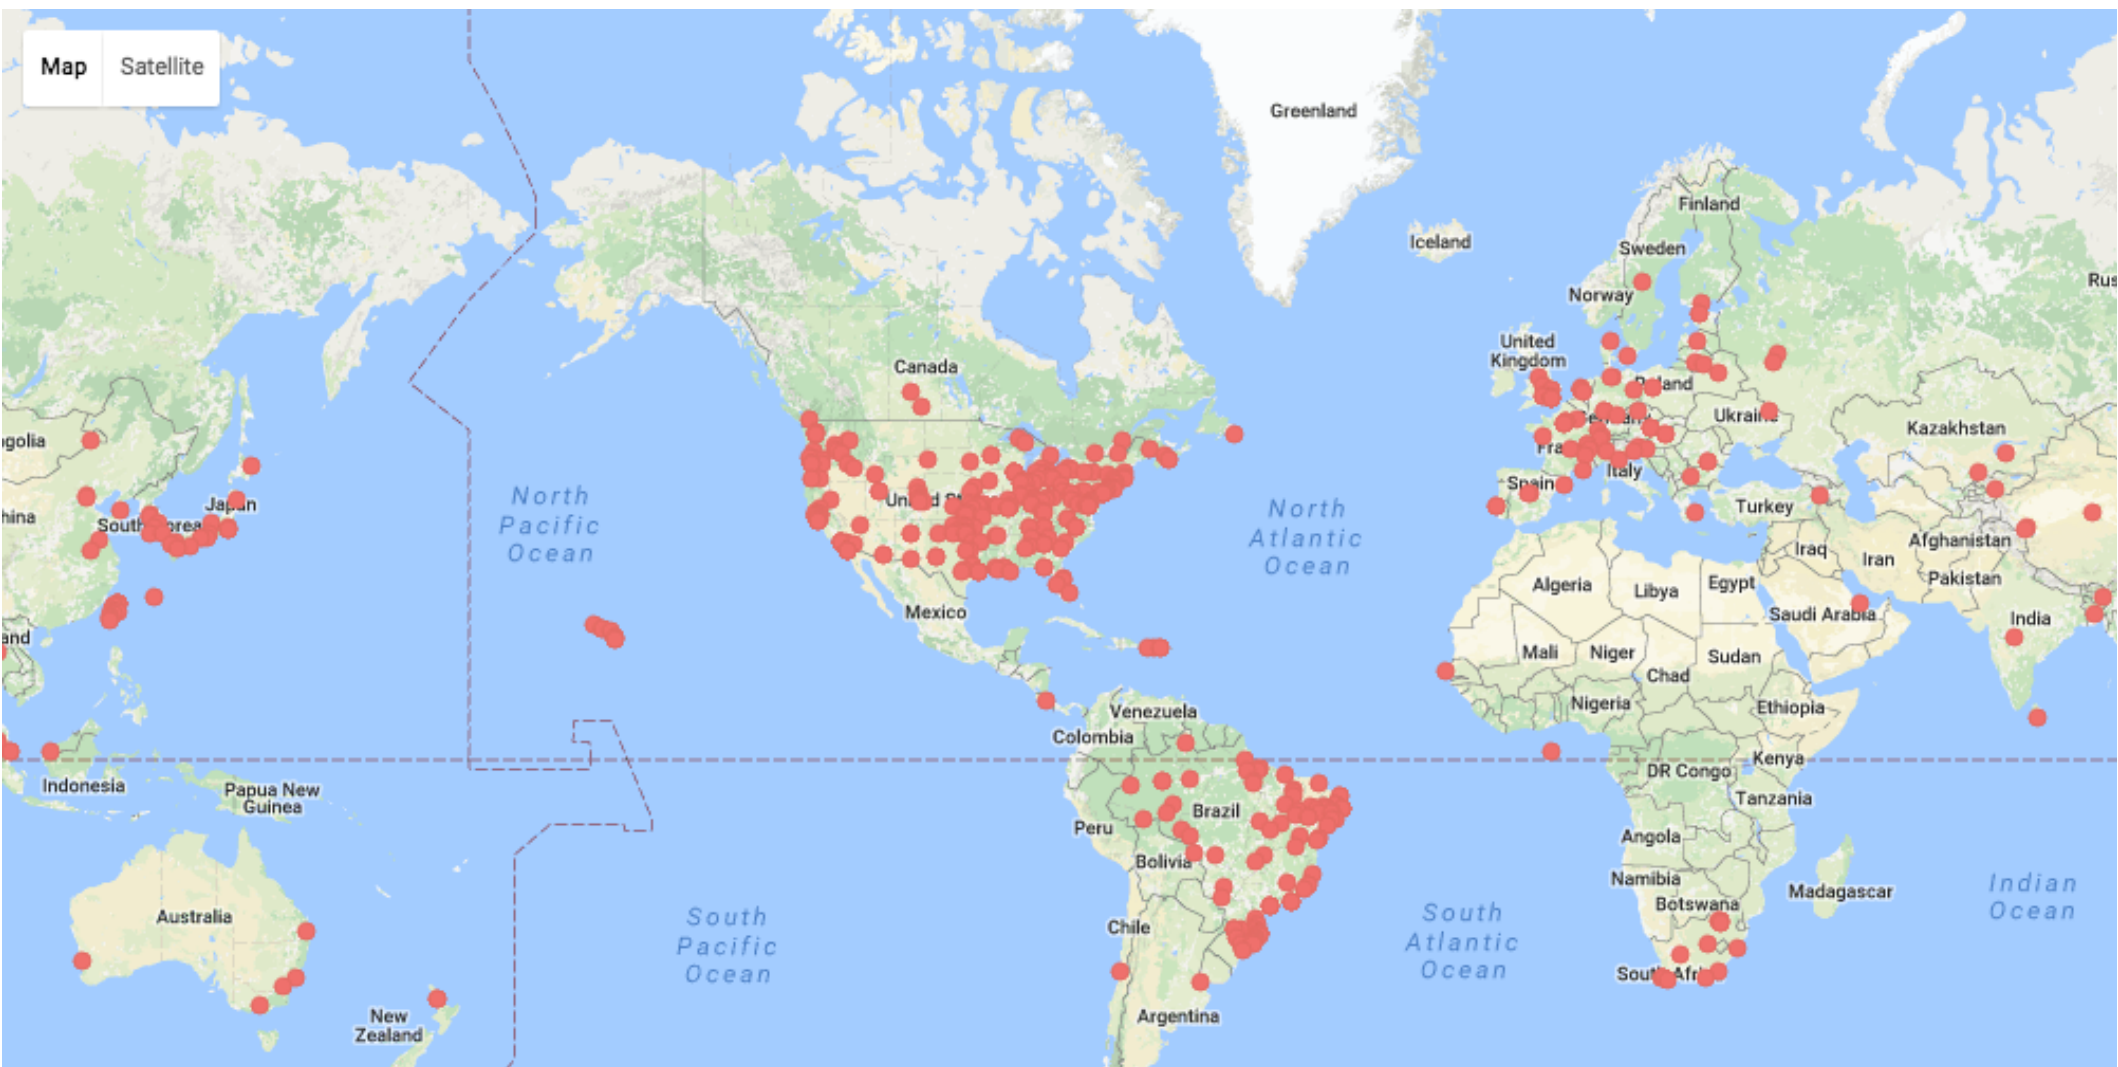 Map
Satellite
Greenland
Finland
Iceland
Sweden
Norway
Rus
United
Kingdom
Canada
Kazakhstan
Italy
Spain
Turkey
Japan
North
Pacific
Ocean
North
Atlantic
Ocean
Afghanistan
Iraq
Iran
Pakistan
Algeria
Libya
Egypt
Mexico
Saudi Arabia
India
Mali
Niger
Sudan
Chad
Nigeria
Ethiopia
Venezuela
Colombia
Kenya
DR Congo
Indonesia
Papua New
Guinea
Tanzania
Brazil
Peru
Angola
Bolivia
Namibia
Madagascar
Botswana
Indian
Ocean
Australia
South
Pacific
Ocean
Chile
South
Atlantic
Ocean
New
Zealand
Argentina